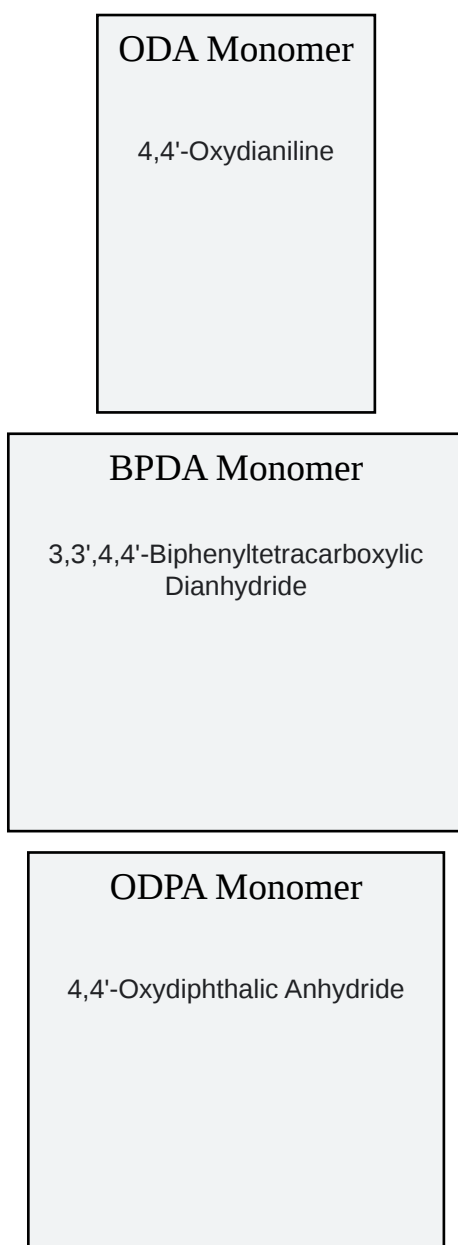 ODA Monomer
4,4'-Oxydianiline
BPDA Monomer
3,3',4,4'-Biphenyltetracarboxylic
Dianhydride
ODPA Monomer
4,4'-Oxydiphthalic Anhydride